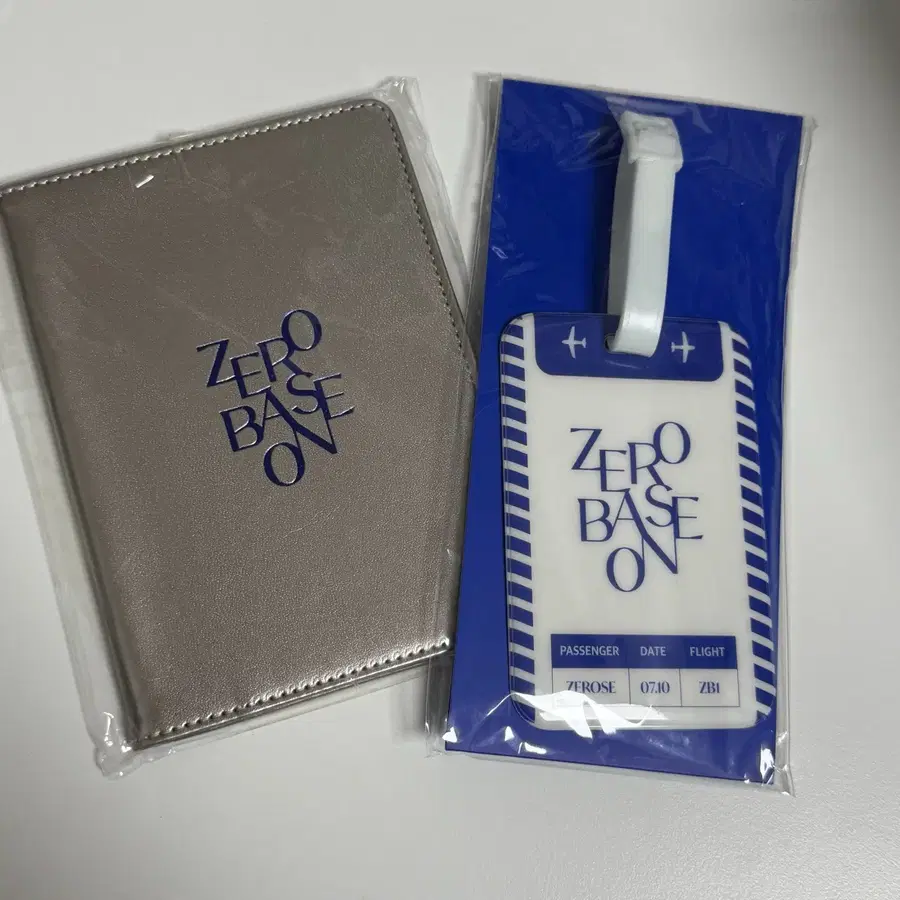 ZERO
BASE
ON
ZERO
BASE
ON
PASSENGER DATE FLIGHT
ZEROSE 07.10 ZB1